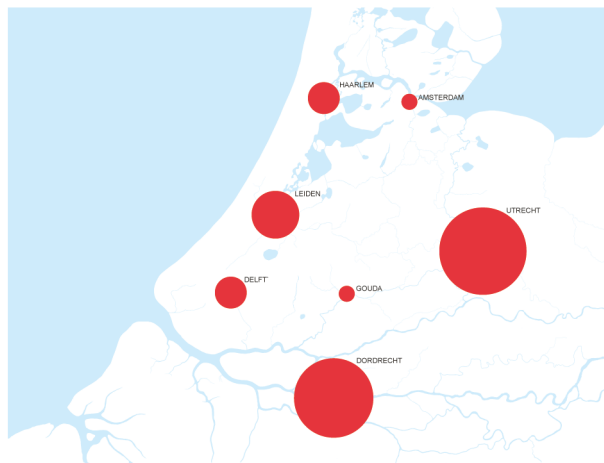 HAARLEM
AMSTERDAM
LEIDEN
UTRECHT
DELFT
GOUDA
DORDRECHT